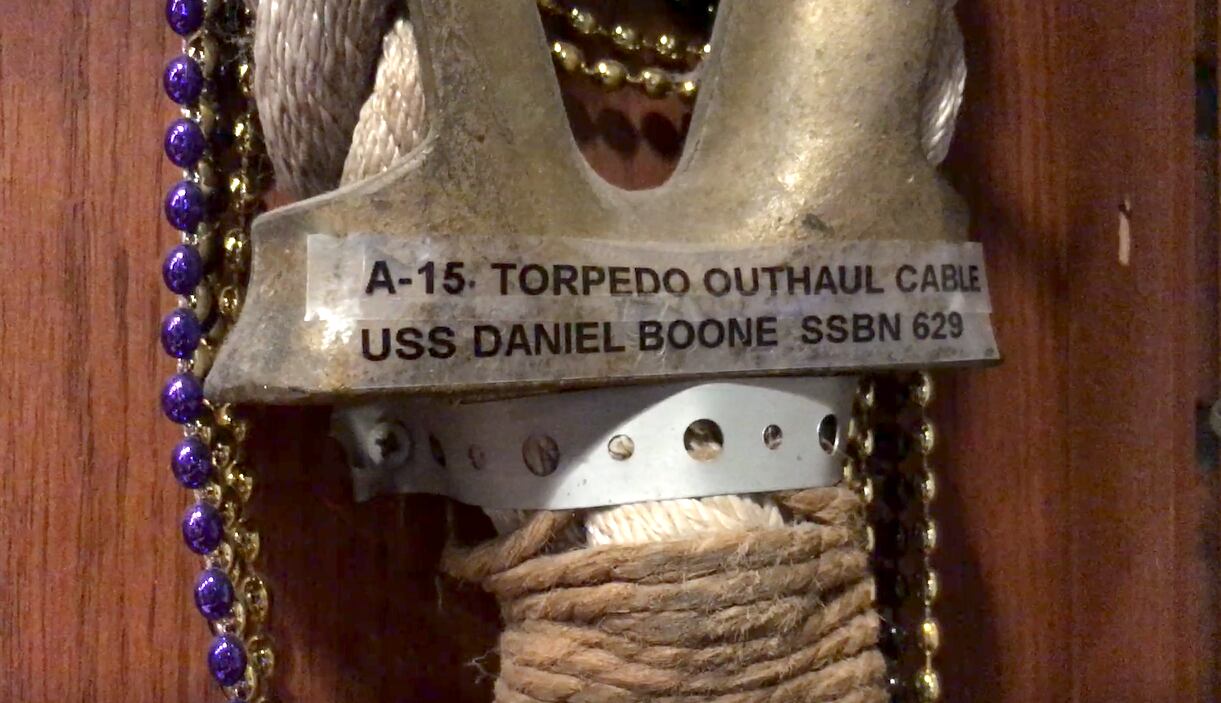 A-15. TORPEDO OUTHAUL CABLE
USS DANIEL BOONE SSBN 629